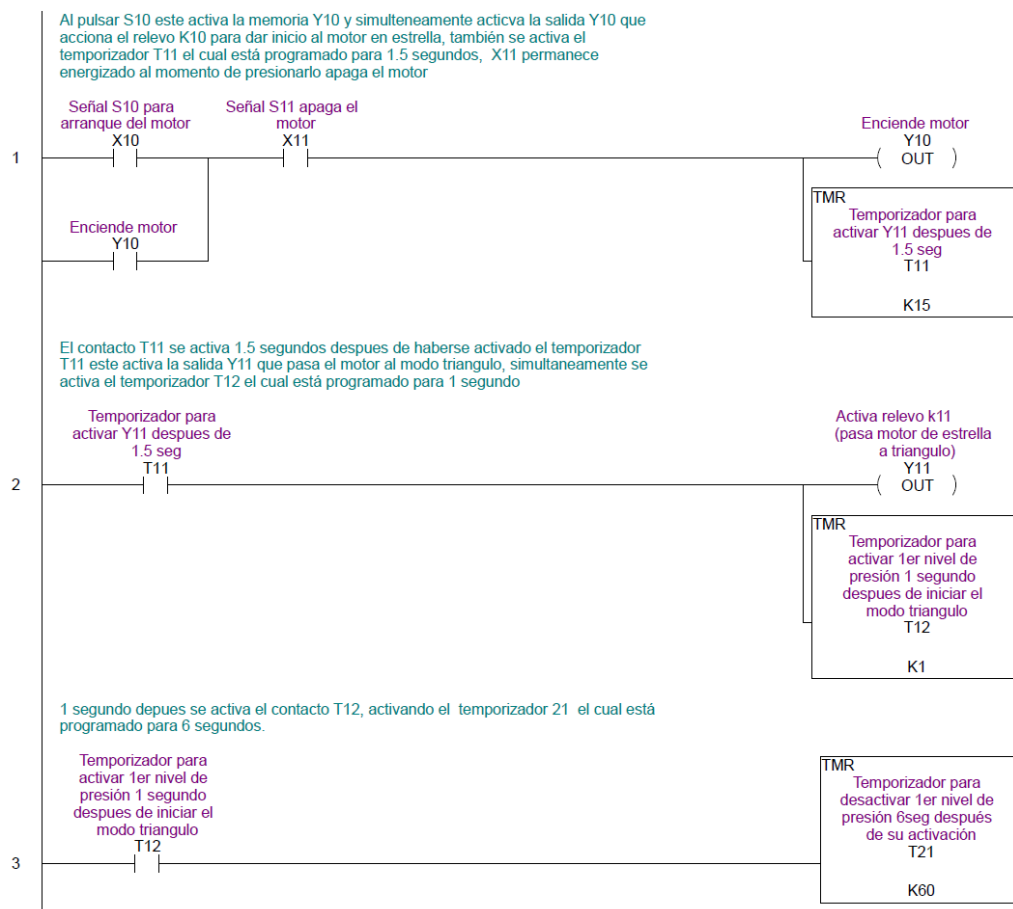 Al pulsar S10 este activa la memoria Y10 y simulteneamente acticva la salida Y10 que
acciona el relevo K10 para dar inicio al motor en estrella, también se activa el
temporizador T11 el cual está programado para 1.5 segundos, X11 permanece
energizado al momento de presionarlo apaga el motor
Señal S10 para
arranque del motor
X10
Señal S11 apaga el
motor
X11
Enciende motor
Y10
OUT
1
Enciende motor
Y10
TMR
Temporizador para
activar Y11 despues de
1.5 seg
T11
K15
El contacto T11 se activa 1.5 segundos despues de haberse activado el temporizador
T11 este activa la salida Y11 que pasa el motor al modo triangulo, simultaneamente se
activa el temporizador T12 el cual está programado para 1 segundo
Temporizador para
activar Y11 despues de
1.5 seg
T11
Activa relevo k11
(pasa motor de estrella
a triangulo)
Y11
OUT
2
TMR
Temporizador para
activar 1er nivel de
presión 1 segundo
despues de iniciar el
modo triangulo
T12
K1
1 segundo depues se activa el contacto T12, activando el temporizador 21 el cual está
programado para 6 segundos.
Temporizador para
activar 1er nivel de
presión 1 segundo
despues de iniciar el
modo triangulo
T12
3
TMR
Temporizador para
desactivar 1er nivel de
presión 6seg después
de su activación
T21
K60